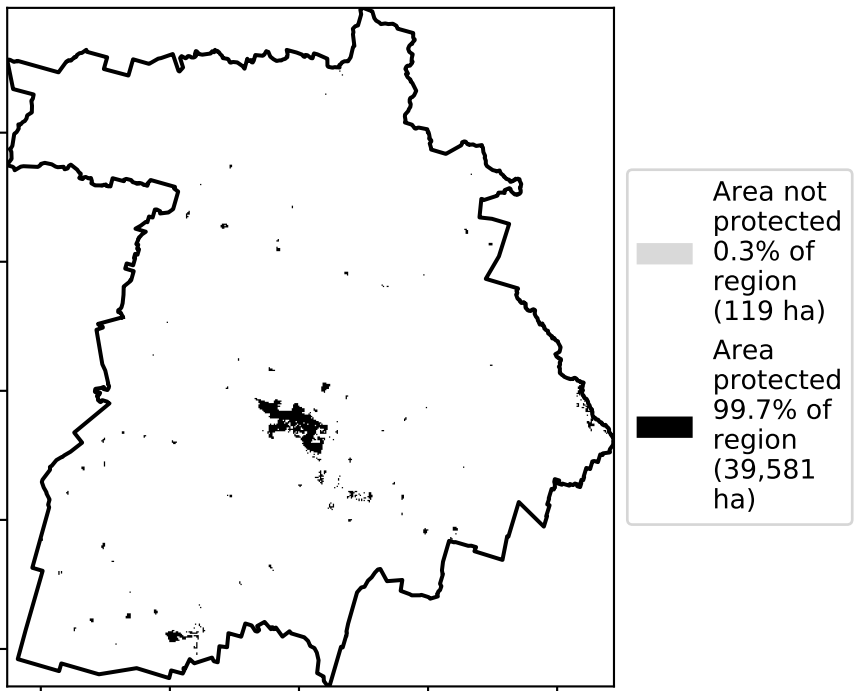 Area not
protected
0.3% of
region
(119 ha)
Area
protected
99.7% of
region
(39,581
ha)